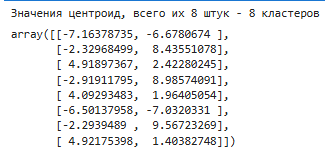 Значения центроид, всего их 8 штук - 8 кластеров
array([[-7.16378735, -6.6780674 ],
[-2.32968499, 8.43551078],
[ 4.91897367, 2.42280245],
[-2.91911795, 8.98574091],
[ 4.09293483, 1.96405054],
[-6.50137958, -7.0320331 ],
[-2.2939489 , 9.56723269],
[ 4.92175398, 1.40382748]])